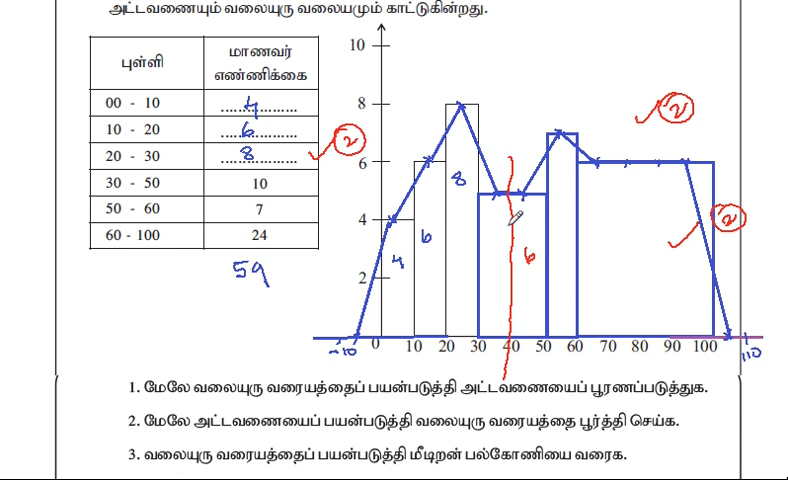 அட்டவணையும் வலையுரு வலையமும் காட்டுகின்றது.
புள்ளி மாணவர் எண்ணிக்கை
00 - 10 ........4..........
10 - 20 ........6..........
20 - 30 ........8..........
30 - 50 10
50 - 60 7
60 - 100 24
59
2
10
8
6
4
2
4
6
8
6
2
2
-10 0 10 20 30 40 50 60 70 80 90 100 110
1. மேலே வலையுரு வரையத்தைப் பயன்படுத்தி அட்டவணையைப் பூரணப்படுத்துக.
2. மேலே அட்டவணையைப் பயன்படுத்தி வலையுரு வரையத்தை பூர்த்தி செய்க.
3. வலையுரு வரையத்தைப் பயன்படுத்தி மீடிறன் பல்கோணியை வரைக.